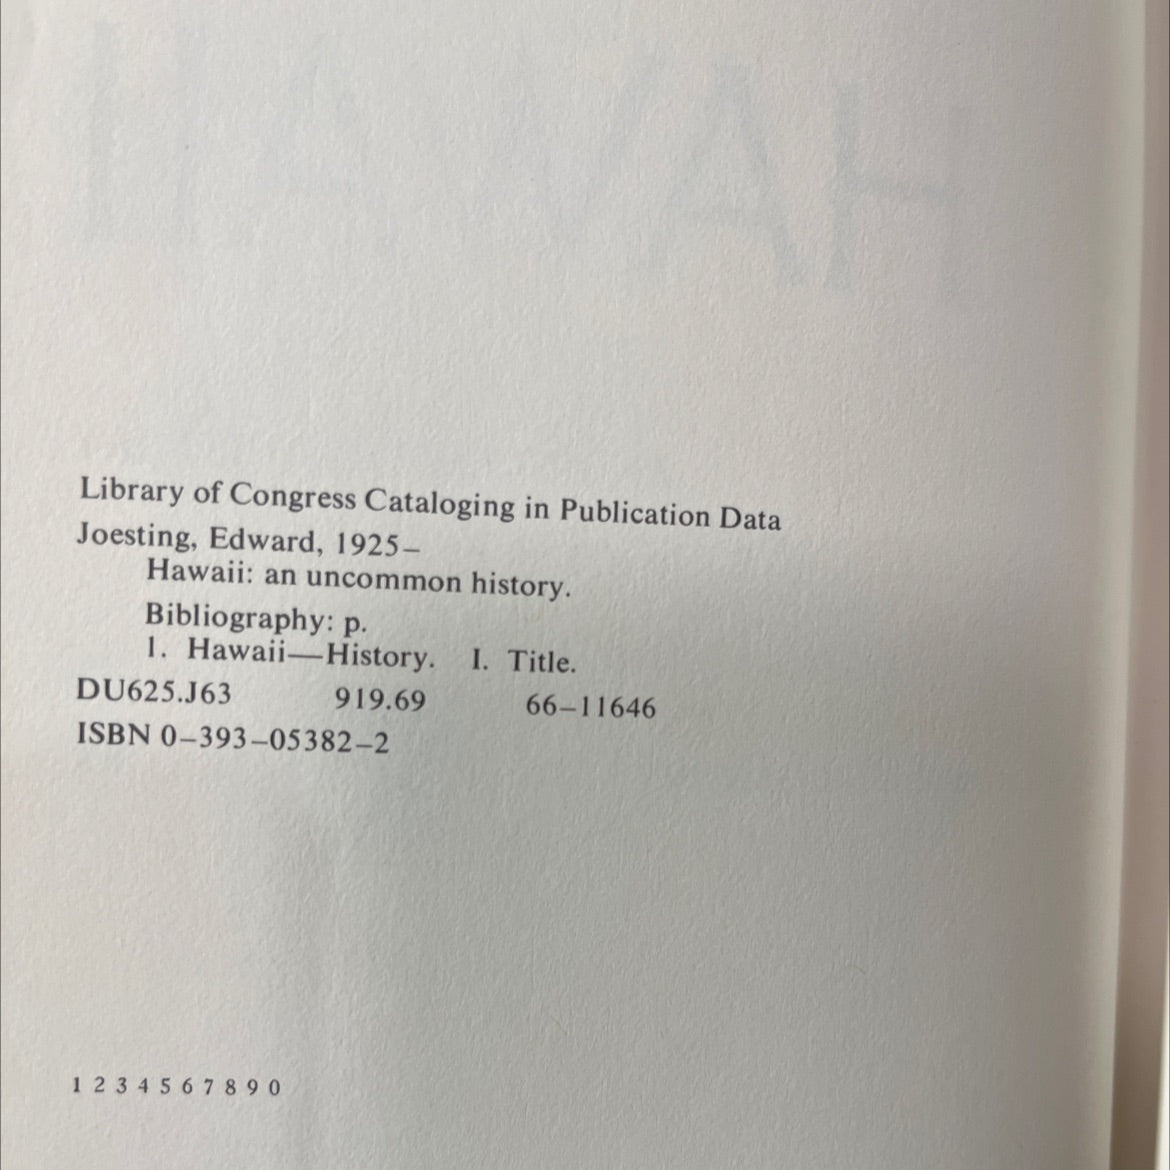 Library of Congress Cataloging in Publication Data
Joesting, Edward, 1925–
Hawaii: an uncommon history.
Bibliography: p.
1. Hawaii—History. I. Title.
DU625.J63 919.69 66–11646
ISBN 0–393–05382–2
1 2 3 4 5 6 7 8 9 0